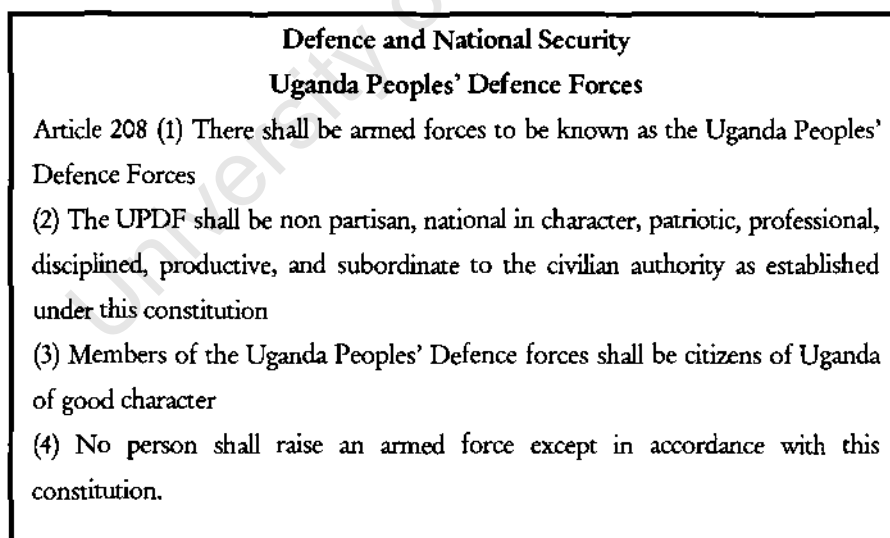 Defence and National Security
Uganda Peoples' Defence Forces
Article 208 (1) There shall be armed forces to be known as the Uganda Peoples'
Defence Forces
(2) The UPDF shall be non partisan, national in character, patriotic, professional,
disciplined, productive, and subordinate to the civilian authority as established
under this constitution
(3) Members of the Uganda Peoples' Defence forces shall be citizens of Uganda
of good character
(4) No person shall raise an armed force except in accordance with this
constitution.
University